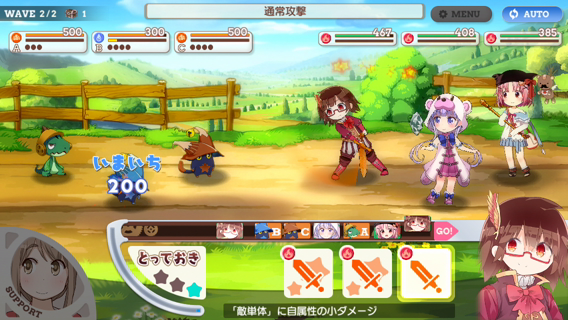 WAVE 2/2 1
通常攻撃
MENU
AUTO
500
A
300
B
500
C
467
408
385
いまいち
200
B C A GO!
とっておき
SUPPORT
「敵単体」に自属性の小ダメージ